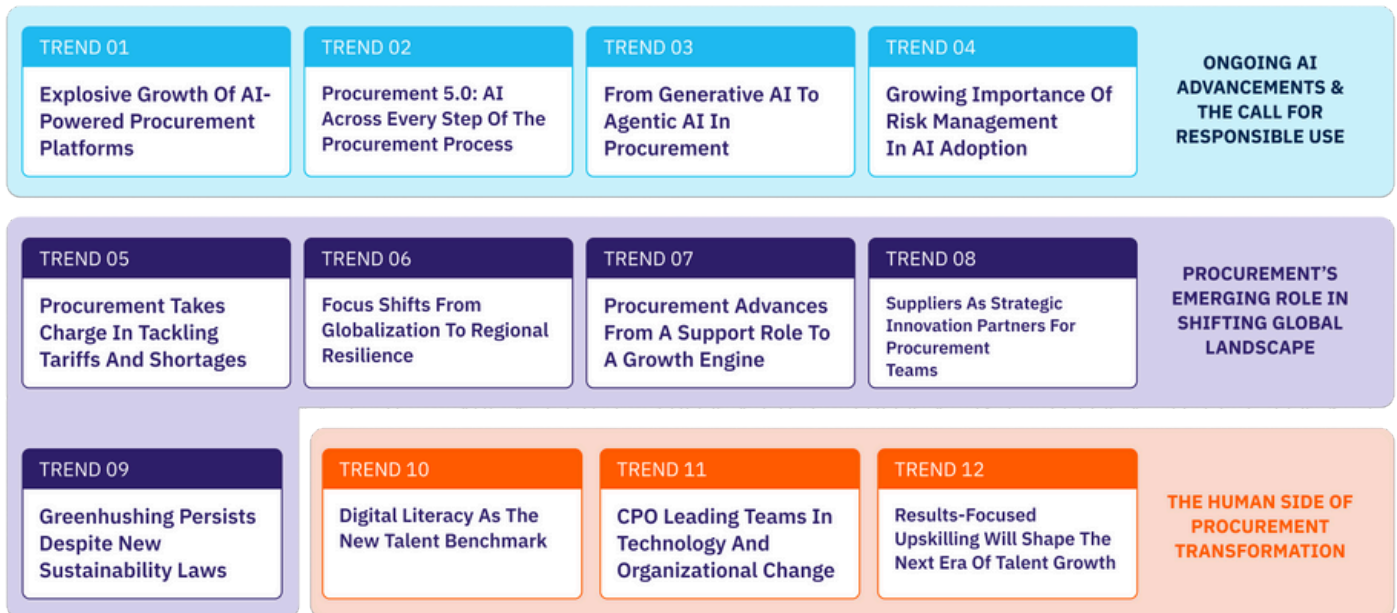 TREND 01
Explosive Growth Of AI-
Powered Procurement
Platforms
TREND 02
Procurement 5.0: AI
Across Every Step Of The
Procurement Process
TREND 03
From Generative AI To
Agentic AI In
Procurement
TREND 04
Growing Importance Of
Risk Management
In AI Adoption
ONGOING AI
ADVANCEMENTS &
THE CALL FOR
RESPONSIBLE USE
TREND 05
Procurement Takes
Charge In Tackling
Tariffs And Shortages
TREND 06
Focus Shifts From
Globalization To Regional
Resilience
TREND 07
Procurement Advances
From A Support Role To
A Growth Engine
TREND 08
Suppliers As Strategic
Innovation Partners For
Procurement
Teams
PROCUREMENT’S
EMERGING ROLE IN
SHIFTING GLOBAL
LANDSCAPE
TREND 09
Greenhushing Persists
Despite New
Sustainability Laws
TREND 10
Digital Literacy As The
New Talent Benchmark
TREND 11
CPO Leading Teams In
Technology And
Organizational Change
TREND 12
Results-Focused
Upskilling Will Shape The
Next Era Of Talent Growth
THE HUMAN SIDE OF
PROCUREMENT
TRANSFORMATION